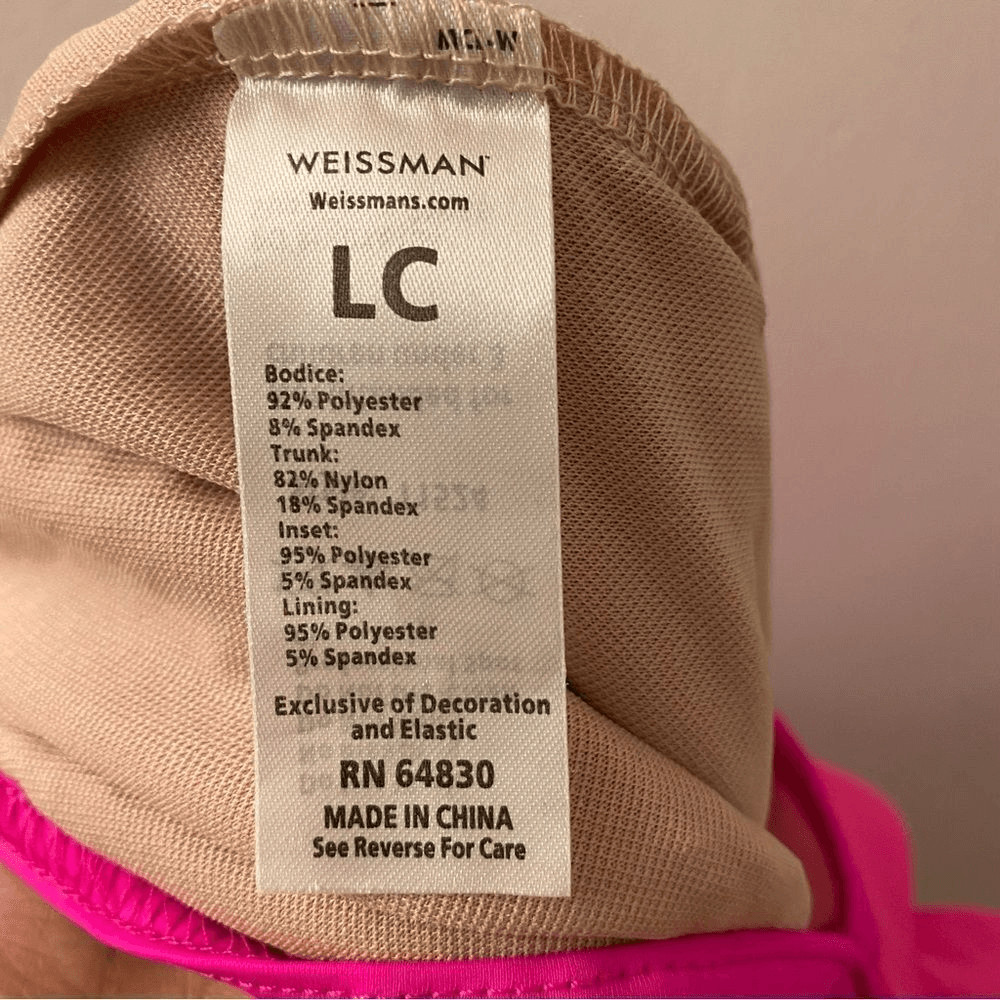 WEISSMAN
Weissmans.com
LC
Bodice:
92% Polyester
8% Spandex
Trunk:
82% Nylon
18% Spandex
Inset:
95% Polyester
5% Spandex
Lining:
95% Polyester
5% Spandex
Exclusive of Decoration
and Elastic
RN 64830
MADE IN CHINA
See Reverse For Care